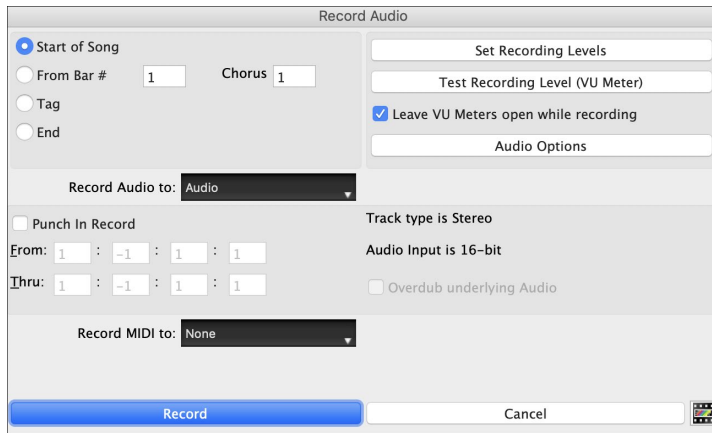 Record Audio
Start of Song
From Bar # 1 Chorus 1
Tag
End
Set Recording Levels
Test Recording Level (VU Meter)
Leave VU Meters open while recording
Audio Options
Record Audio to: Audio
Punch In Record
From: 1 : -1 : 1 : 1
Thru: 1 : -1 : 1 : 1
Track type is Stereo
Audio Input is 16-bit
Overdub underlying Audio
Record MIDI to: None
Record
Cancel